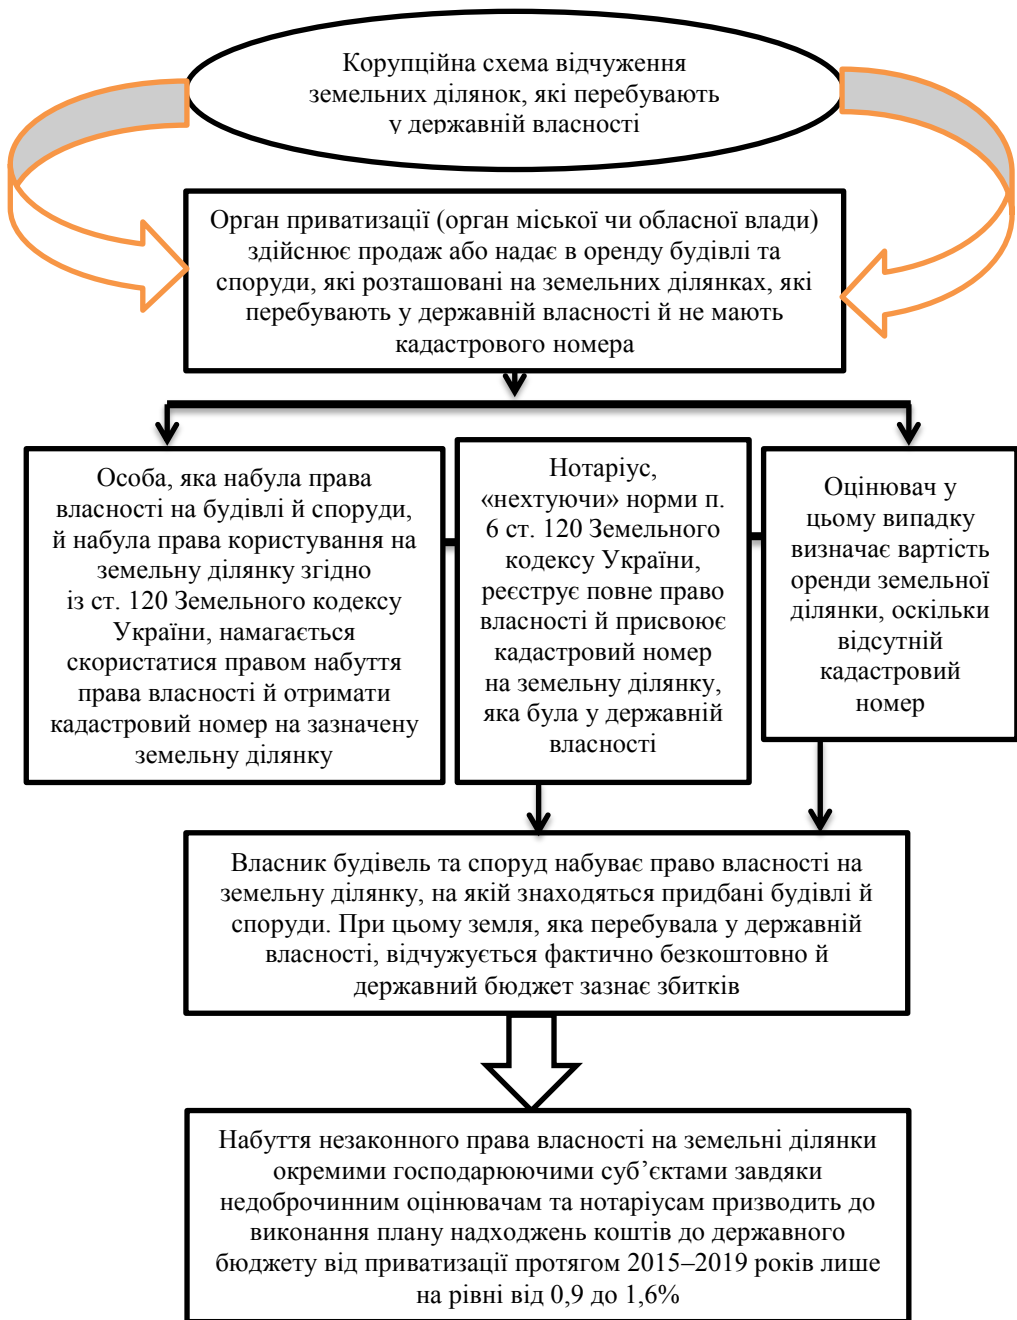 Корупційна схема відчуження
земельних ділянок, які перебувають
у державній власності
Орган приватизації (орган міської чи обласної влади)
здійснює продаж або надає в оренду будівлі та
споруди, які розташовані на земельних ділянках, які
перебувають у державній власності й не мають
кадастрового номера
Особа, яка набула права
власності на будівлі й споруди,
й набула права користування на
земельну ділянку згідно
із ст. 120 Земельного кодексу
України, намагається
скористатися правом набуття
права власності й отримати
кадастровий номер на зазначену
земельну ділянку
Нотаріус,
«нехтуючи» норми п.
6 ст. 120 Земельного
кодексу України,
реєструє повне право
власності й присвоює
кадастровий номер
на земельну ділянку,
яка була у державній
власності
Оцінювач у
цьому випадку
визначає вартість
оренди земельної
ділянки, оскільки
відсутній
кадастровий
номер
Власник будівель та споруд набуває право власності на
земельну ділянку, на якій знаходяться придбані будівлі й
споруди. При цьому земля, яка перебувала у державній
власності, відчужується фактично безкоштовно й
державний бюджет зазнає збитків
Набуття незаконного права власності на земельні ділянки
окремими господарюючими суб’єктами завдяки
недоброчинним оцінювачам та нотаріусам призводить до
виконання плану надходжень коштів до державного
бюджету від приватизації протягом 2015–2019 років лише
на рівні від 0,9 до 1,6%